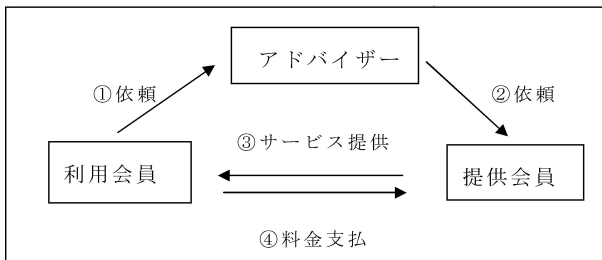 アドバイザー
①依頼
②依頼
③サービス提供
利用会員
提供会員
④料金支払